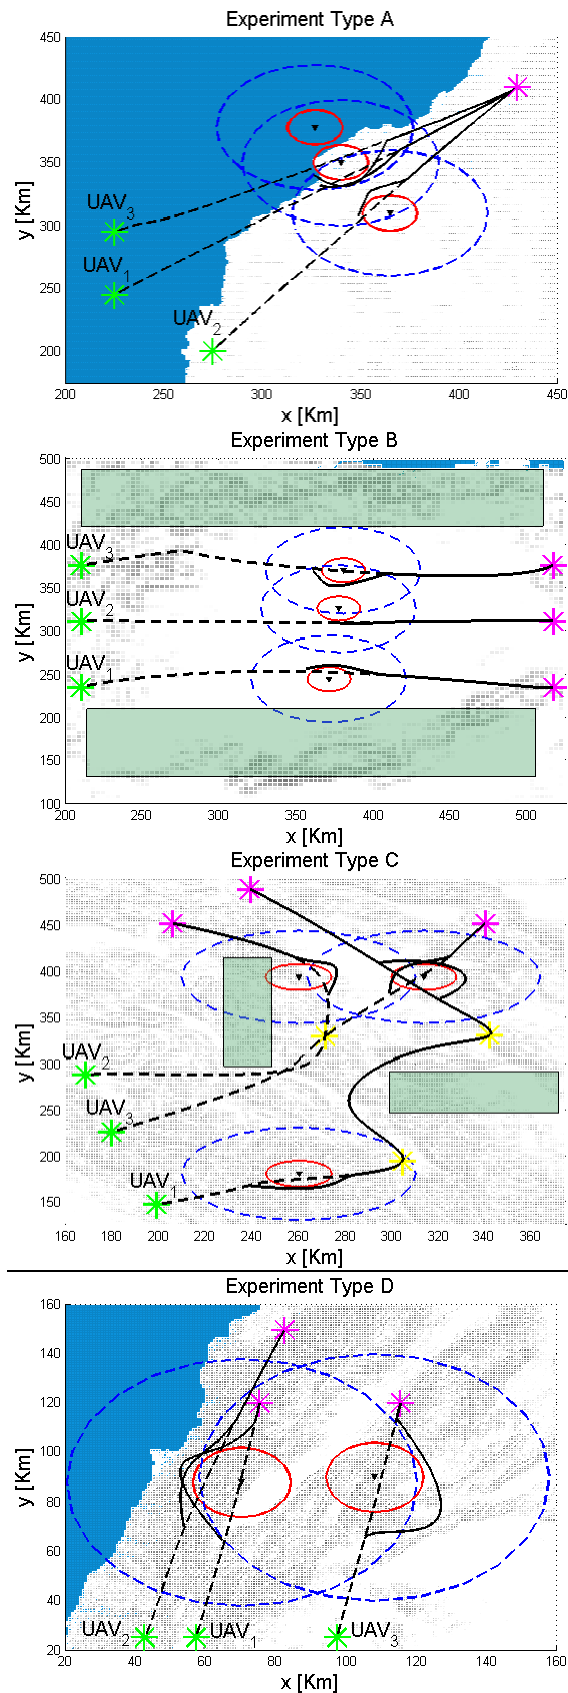 Experiment Type A
450
400
350
300
250
200
y [Km]
UAV3
UAV1
UAV2
200 250 300 350 400 450
x [Km]
Experiment Type B
500
450
400
350
300
250
200
150
100
y [Km]
UAV3
UAV2
UAV1
200 250 300 350 400 450 500
x [Km]
Experiment Type C
500
450
400
350
300
250
200
150
y [Km]
UAV2
UAV3
UAV1
160 180 200 220 240 260 280 300 320 340 360
x [Km]
Experiment Type D
160
140
120
100
80
60
40
20
y [Km]
UAV2 UAV1 UAV3
20 40 60 80 100 120 140 160
x [Km]